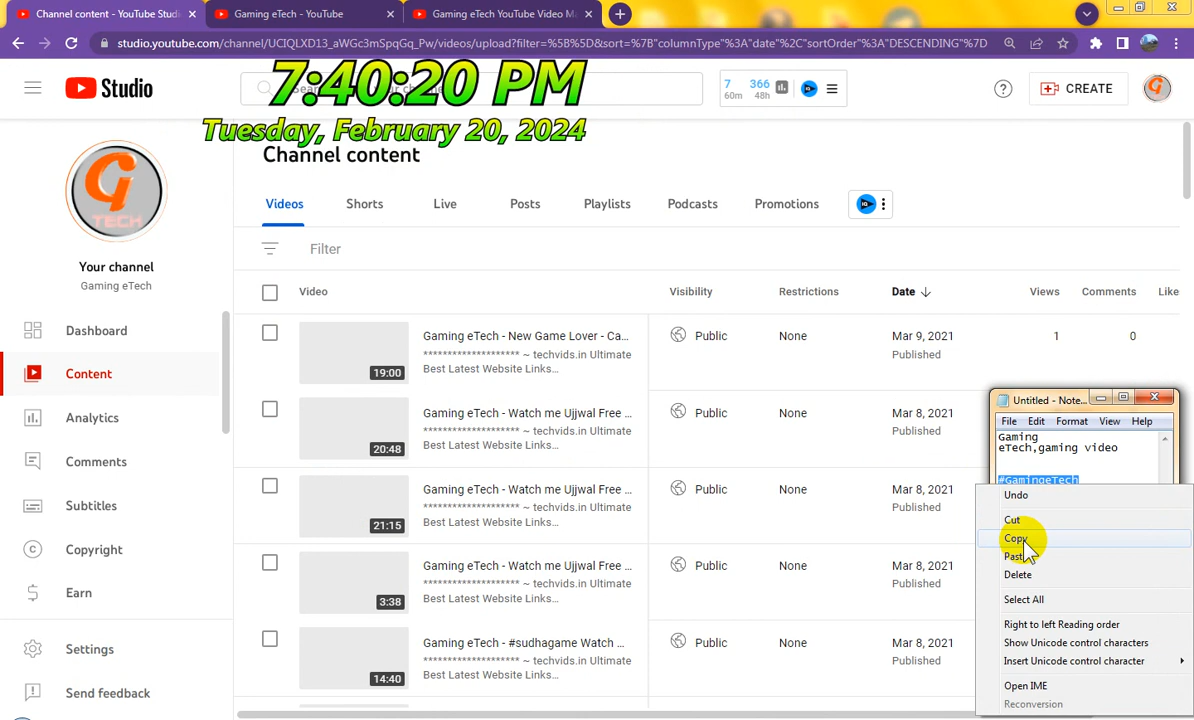 Channel content - YouTube Studi
Gaming eTech - YouTube
Gaming eTech YouTube Video Ma
studio.youtube.com/channel/UCIQLXD13_aWGc3mSpqGq_Pw/videos/upload?filter=%5B%5D&sort=%7B"columnType"%3A"date"%2C"sortOrder"%3A"DESCENDING"%7D
Studio
7:40:20 PM
Tuesday, February 20, 2024
7
60m
366
48h
CREATE
Channel content
Videos
Shorts
Live
Posts
Playlists
Podcasts
Promotions
Filter
G
TECH
Your channel
Gaming eTech
Dashboard
Content
Analytics
Comments
Subtitles
Copyright
Earn
Settings
Send feedback
Video
Visibility
Restrictions
Date
Views
Comments
Like
19:00
Gaming eTech - New Game Lover - Ca...
******************** ~ techvids.in Ultimate
Best Latest Website Links...
Public
None
Mar 9, 2021
Published
1
0
20:48
Gaming eTech - Watch me Ujjwal Free ...
******************** ~ techvids.in Ultimate
Best Latest Website Links...
Public
None
Mar 8, 2021
Published
21:15
Gaming eTech - Watch me Ujjwal Free ...
******************** ~ techvids.in Ultimate
Best Latest Website Links...
Public
None
Mar 8, 2021
Published
3:38
Gaming eTech - Watch me Ujjwal Free ...
******************** ~ techvids.in Ultimate
Best Latest Website Links...
Public
None
Mar 8, 2021
Published
14:40
Gaming eTech - #sudhagame Watch ...
******************** ~ techvids.in Ultimate
Best Latest Website Links...
Public
None
Mar 8, 2021
Published
Untitled - Note...
File Edit Format View Help
Gaming
eTech,gaming video
#GamingeTech
Undo
Cut
Copy
Past
Delete
Select All
Right to left Reading order
Show Unicode control characters
Insert Unicode control character
Open IME
Reconversion